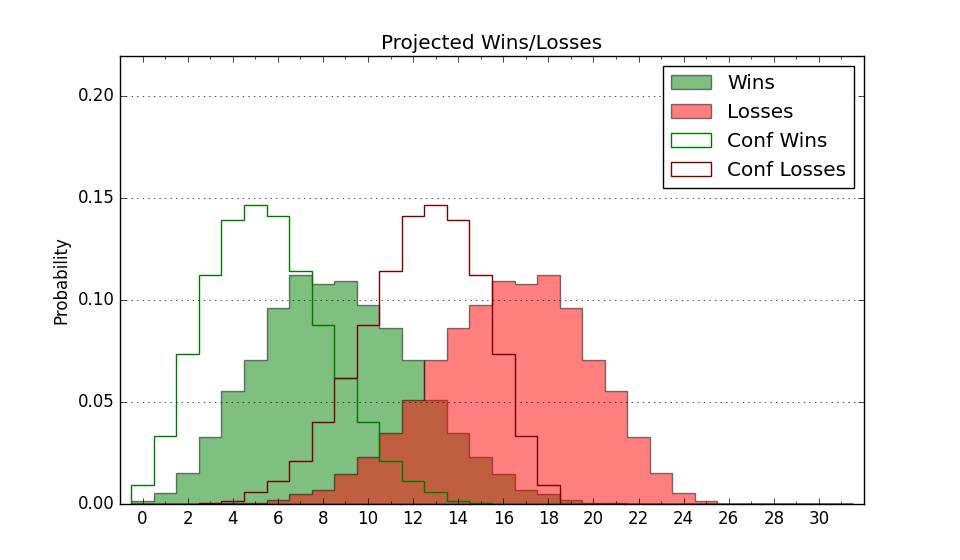 Projected Wins/Losses
Wins
Losses
Conf Wins
Conf Losses
Probability
0.20
0.15
0.10
0.05
0.00
0 2 4 6 8 10 12 14 16 18 20 22 24 26 28 30